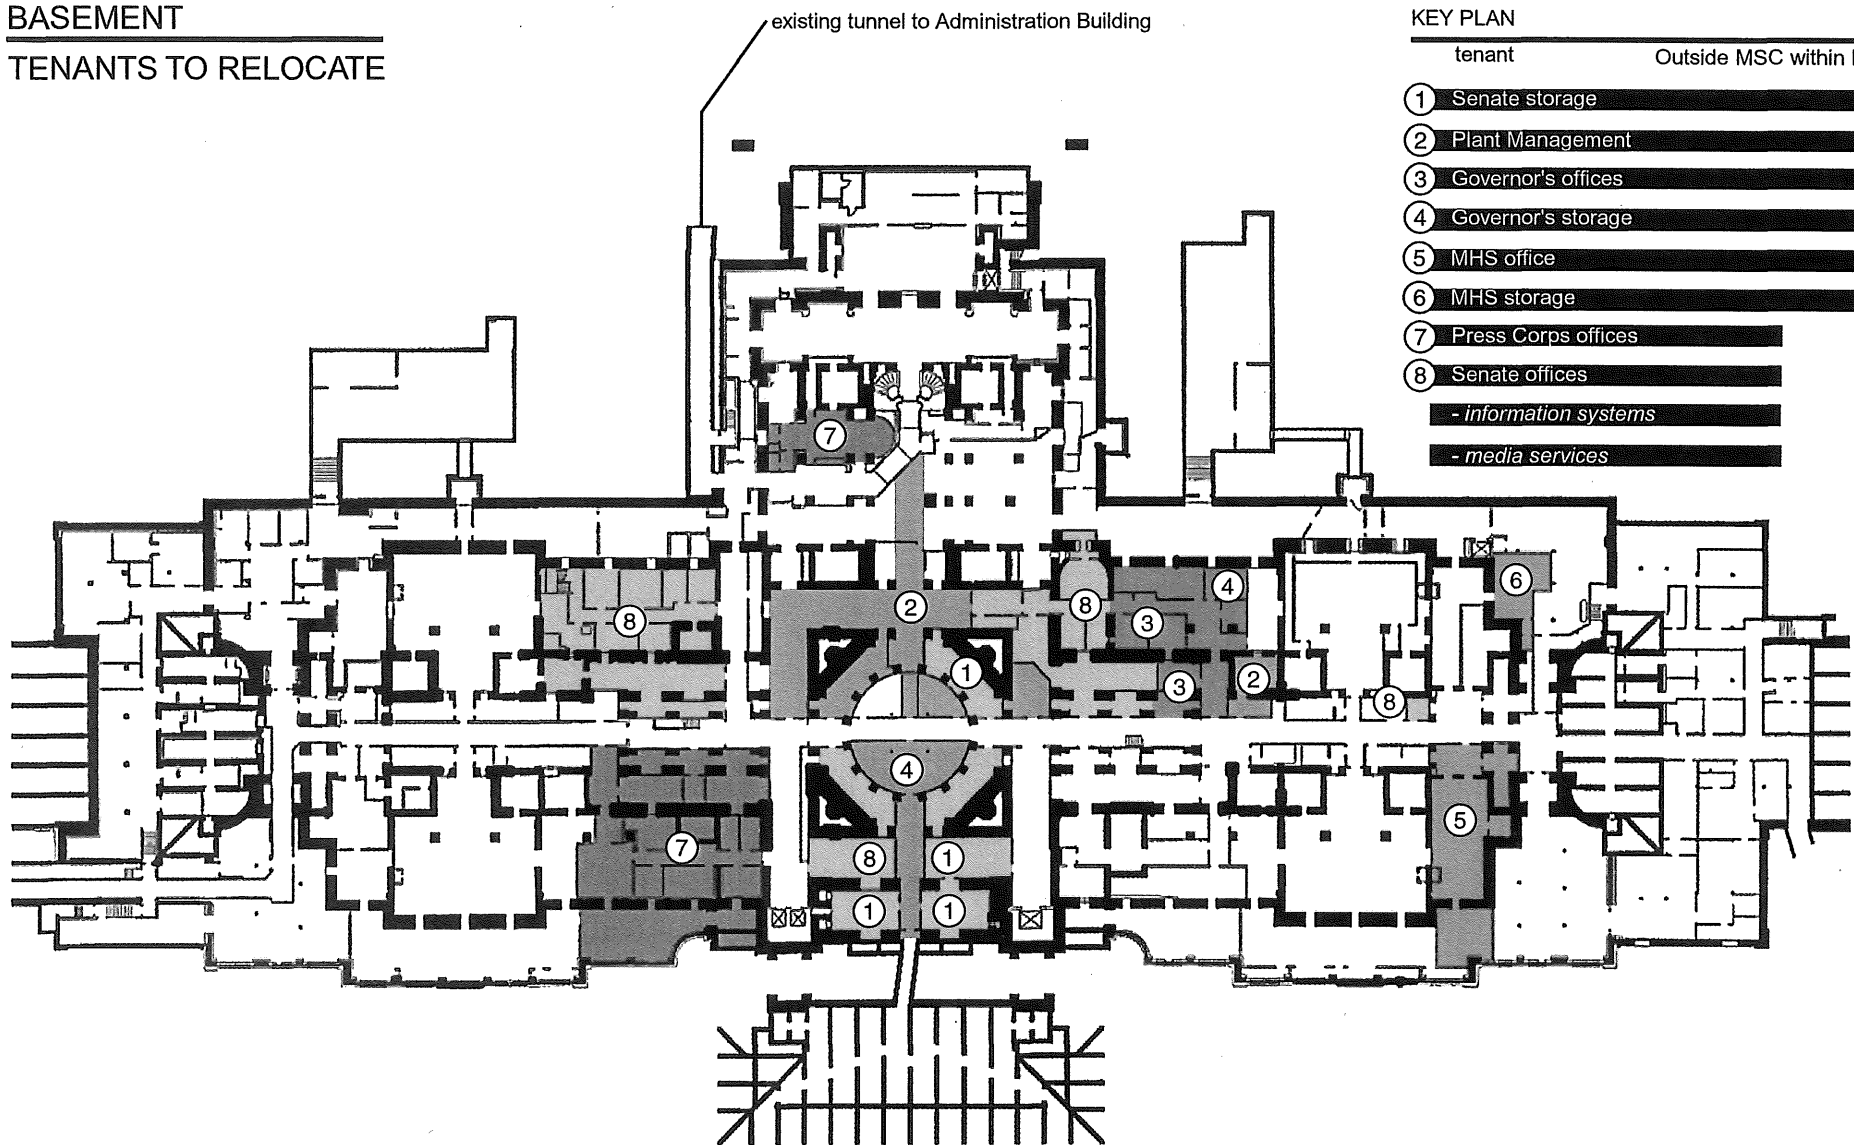 BASEMENT
TENANTS TO RELOCATE
existing tunnel to Administration Building
KEY PLAN
tenant Outside MSC within
1 Senate storage
2 Plant Management
3 Governor's offices
4 Governor's storage
5 MHS office
6 MHS storage
7 Press Corps offices
8 Senate offices
- information systems
- media services
7
4
6
8
2
8
3
1
3
2
8
4
7
8
1
5
1
1